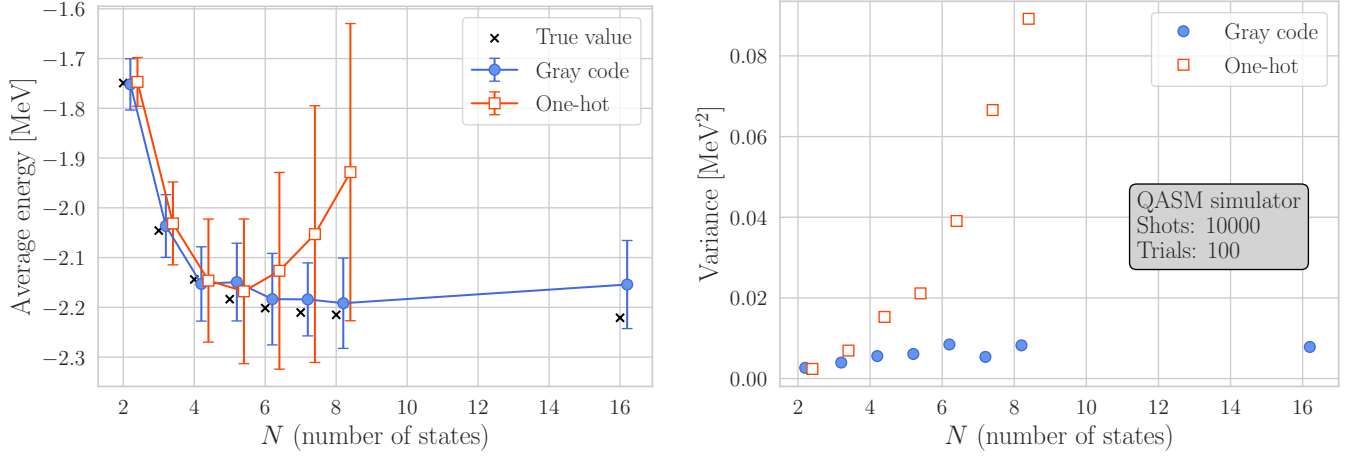 −1.6
−1.7
−1.8
−1.9
−2.0
−2.1
−2.2
−2.3
Average energy [MeV]
2
4
6
8
10
12
14
16
N (number of states)
True value
Gray code
One-hot
0.08
0.06
0.04
0.02
0.00
Variance [MeV²]
2
4
6
8
10
12
14
16
N (number of states)
Gray code
One-hot
QASM simulator
Shots: 10000
Trials: 100